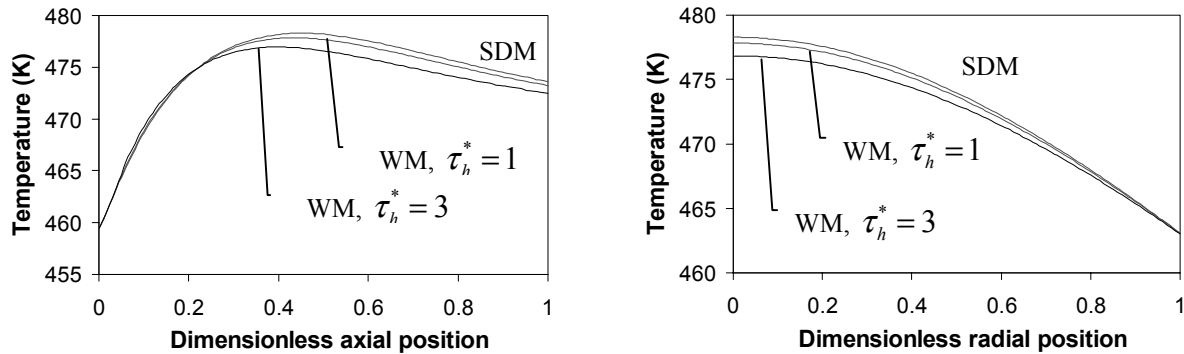 480
475
470
465
460
455
Temperature (K)
0
0.2
0.4
0.6
0.8
1
Dimensionless axial position
SDM
WM, τ*h = 1
WM, τ*h = 3
480
475
470
465
460
Temperature (K)
0
0.2
0.4
0.6
0.8
1
Dimensionless radial position
SDM
WM, τ*h = 1
WM, τ*h = 3